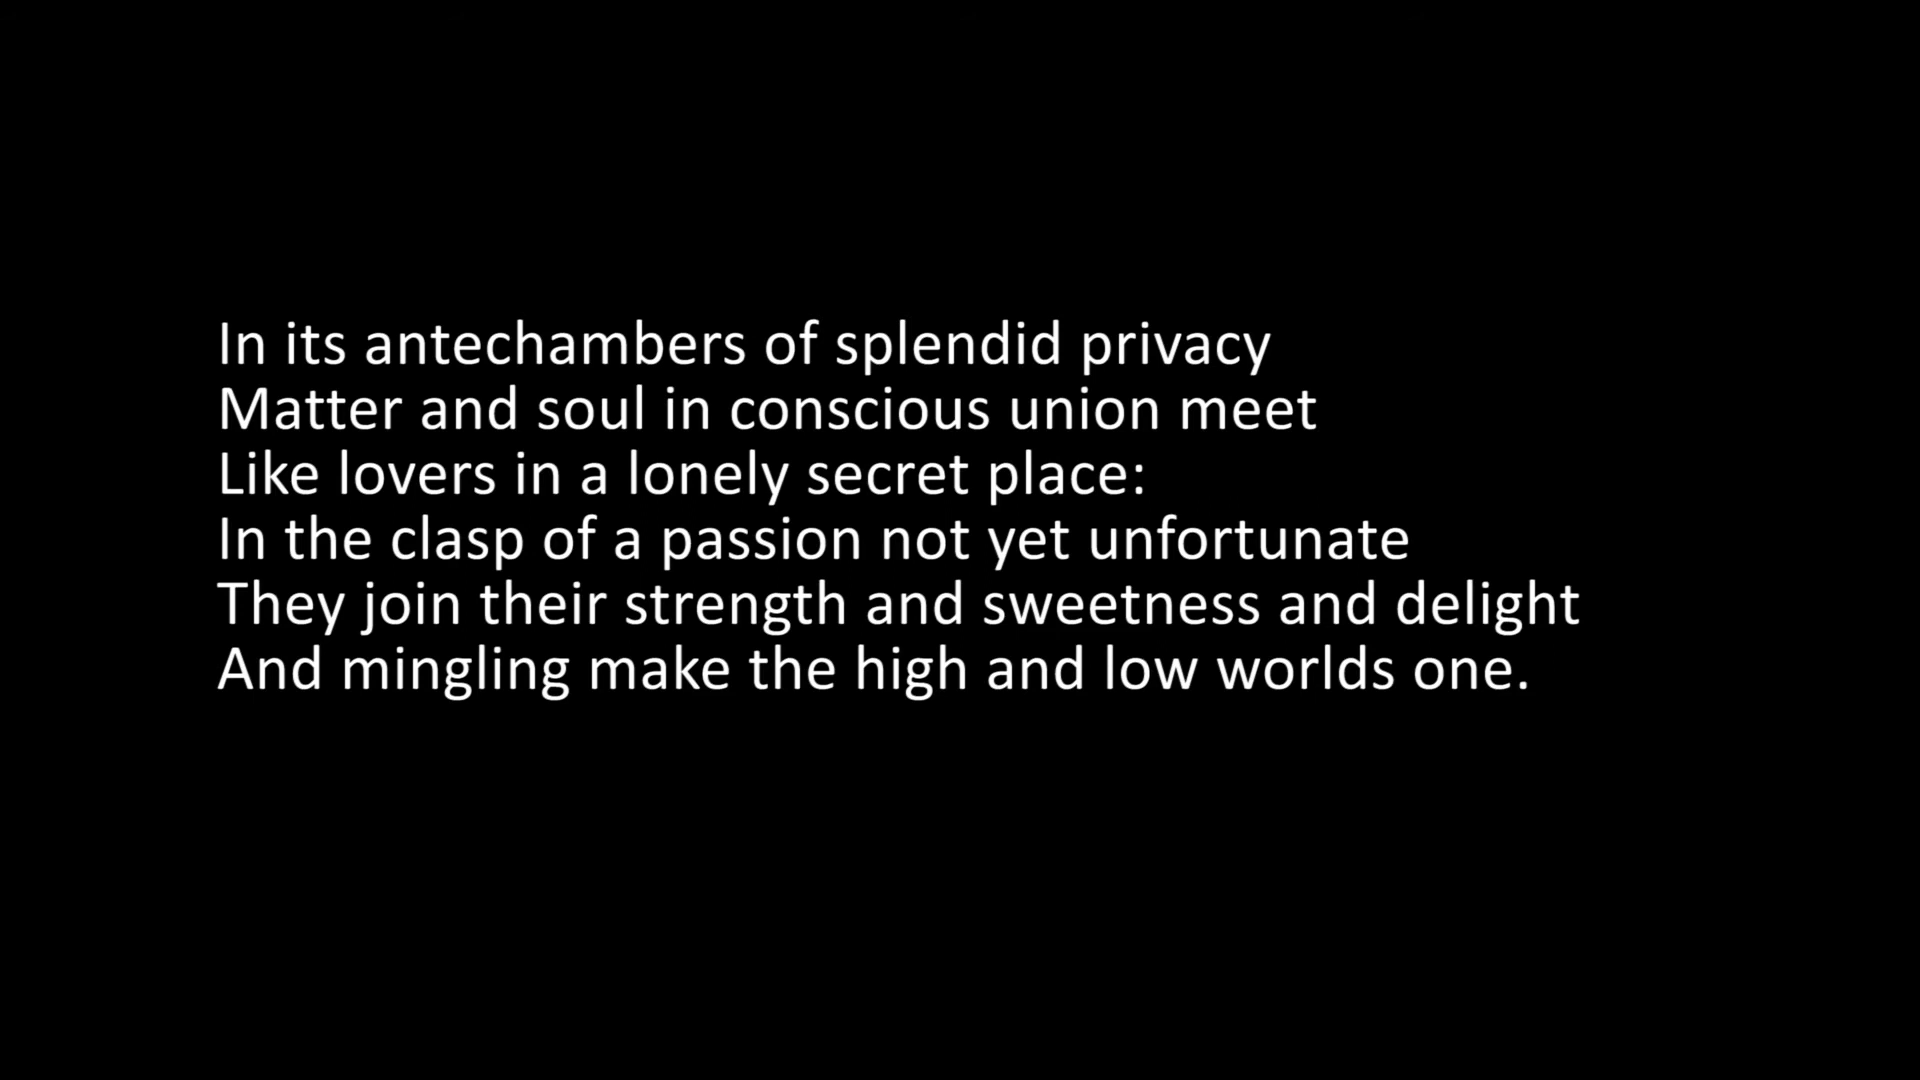 In its antechambers of splendid privacy
Matter and soul in conscious union meet
Like lovers in a lonely secret place:
In the clasp of a passion not yet unfortunate
They join their strength and sweetness and delight
And mingling make the high and low worlds one.